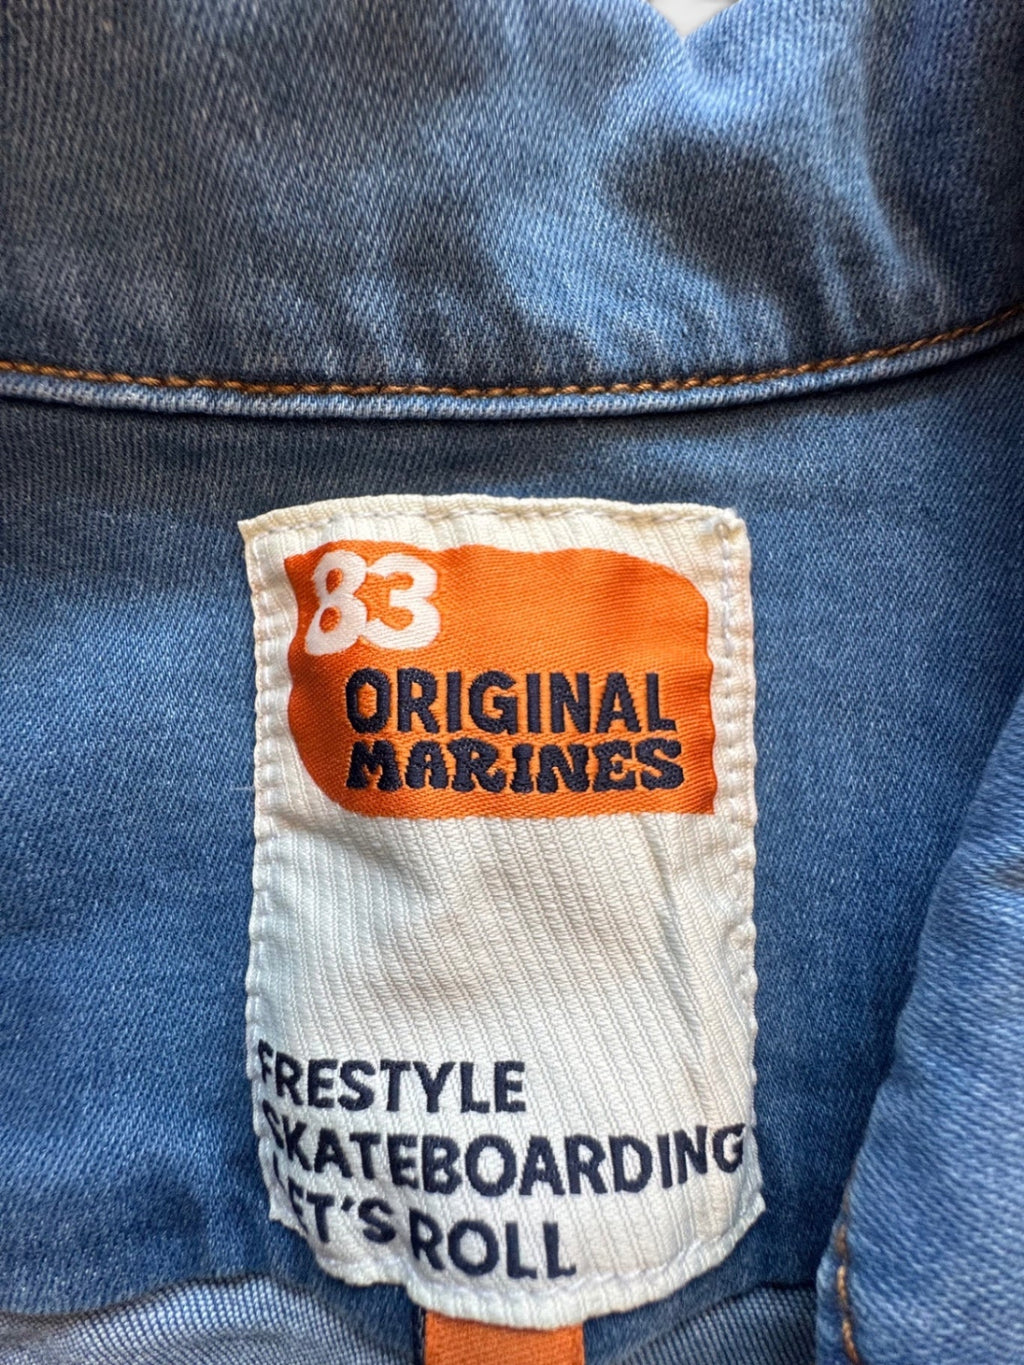 83
ORIGINAL
MARINES
FRESTYLE
SKATEBOARDING
LET'S ROLL